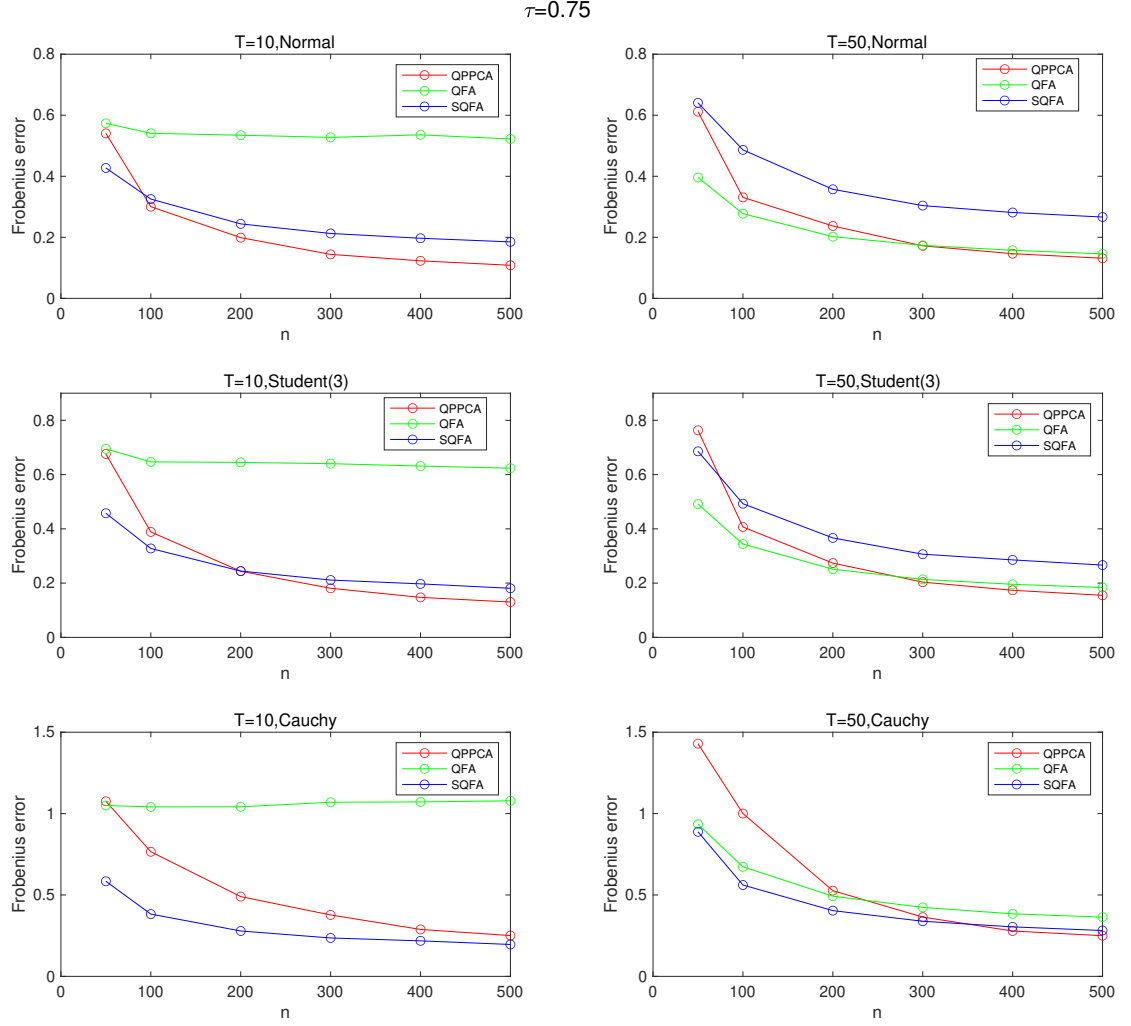 τ=0.75
T=10,Normal
Frobenius error
0.8
0.6
0.4
0.2
0
0 100 200 300 400 500
n
QPPCA
QFA
SQFA
T=50,Normal
Frobenius error
0.8
0.6
0.4
0.2
0
0 100 200 300 400 500
n
QPPCA
QFA
SQFA
T=10,Student(3)
Frobenius error
0.8
0.6
0.4
0.2
0
0 100 200 300 400 500
n
QPPCA
QFA
SQFA
T=50,Student(3)
Frobenius error
0.8
0.6
0.4
0.2
0
0 100 200 300 400 500
n
QPPCA
QFA
SQFA
T=10,Cauchy
Frobenius error
1.5
1
0.5
0
0 100 200 300 400 500
n
QPPCA
QFA
SQFA
T=50,Cauchy
Frobenius error
1.5
1
0.5
0
0 100 200 300 400 500
n
QPPCA
QFA
SQFA